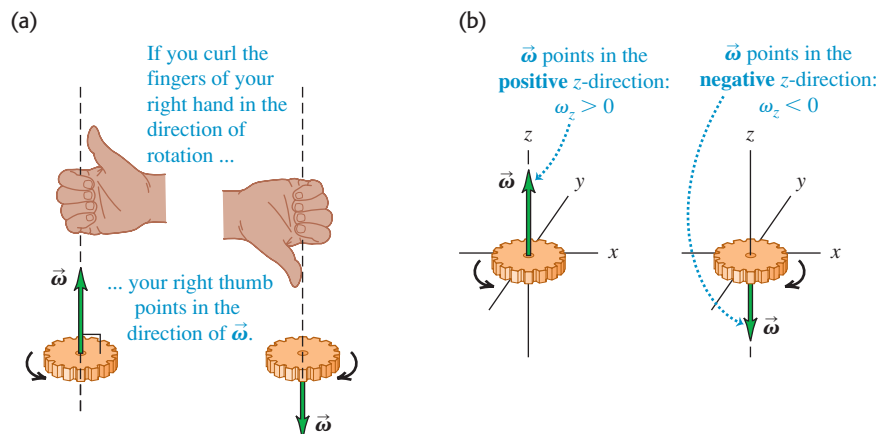 (a)
If you curl the
fingers of your
right hand in the
direction of
rotation ...
ω⃗
... your right thumb
points in the
direction of ω⃗.
ω⃗
(b)
ω⃗ points in the
positive z-direction:
ω_z > 0
z
y
ω⃗
x
ω⃗ points in the
negative z-direction:
ω_z < 0
z
y
x
ω⃗